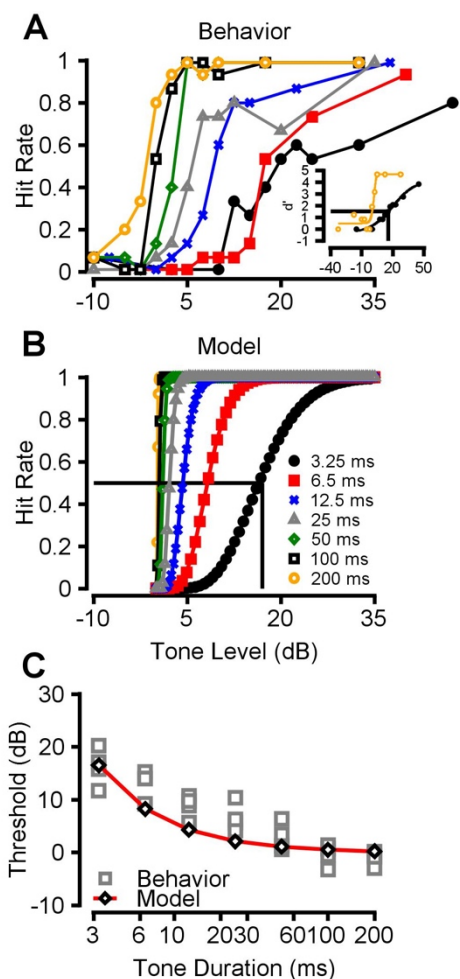 A Behavior
1
0.8
0.6
0.4
0.2
0
Hit Rate
-10 5 20 35
5
4
3
2
1
0
-1
d'
-40 -10 20 50
B Model
1
0.8
0.6
0.4
0.2
0
Hit Rate
3.25 ms
6.5 ms
12.5 ms
25 ms
50 ms
100 ms
200 ms
-10 5 20 35
Tone Level (dB)
C
30
20
10
0
-10
Threshold (dB)
Behavior
Model
3 6 10 20 30 60 100 200
Tone Duration (ms)